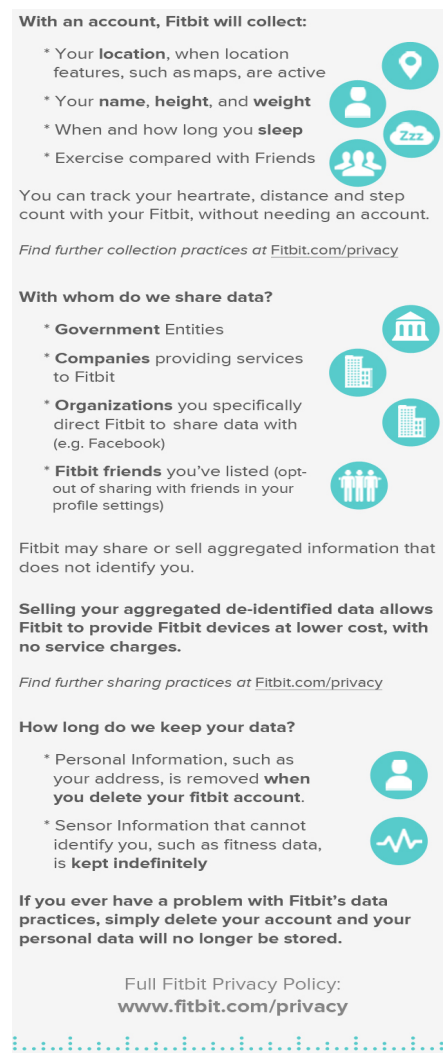 With an account, Fitbit will collect:
* Your location, when location
features, such as maps, are active
* Your name, height, and weight
* When and how long you sleep
Zzz
* Exercise compared with Friends
You can track your heartrate, distance and step
count with your Fitbit, without needing an account.
Find further collection practices at Fitbit.com/privacy
With whom do we share data?
* Government Entities
* Companies providing services
to Fitbit
* Organizations you specifically
direct Fitbit to share data with
(e.g. Facebook)
* Fitbit friends you've listed (opt-
out of sharing with friends in your
profile settings)
Fitbit may share or sell aggregated information that
does not identify you.
Selling your aggregated de-identified data allows
Fitbit to provide Fitbit devices at lower cost, with
no service charges.
Find further sharing practices at Fitbit.com/privacy
How long do we keep your data?
* Personal Information, such as
your address, is removed when
you delete your fitbit account.
* Sensor Information that cannot
identify you, such as fitness data,
is kept indefinitely
If you ever have a problem with Fitbit's data
practices, simply delete your account and your
personal data will no longer be stored.
Full Fitbit Privacy Policy:
www.fitbit.com/privacy